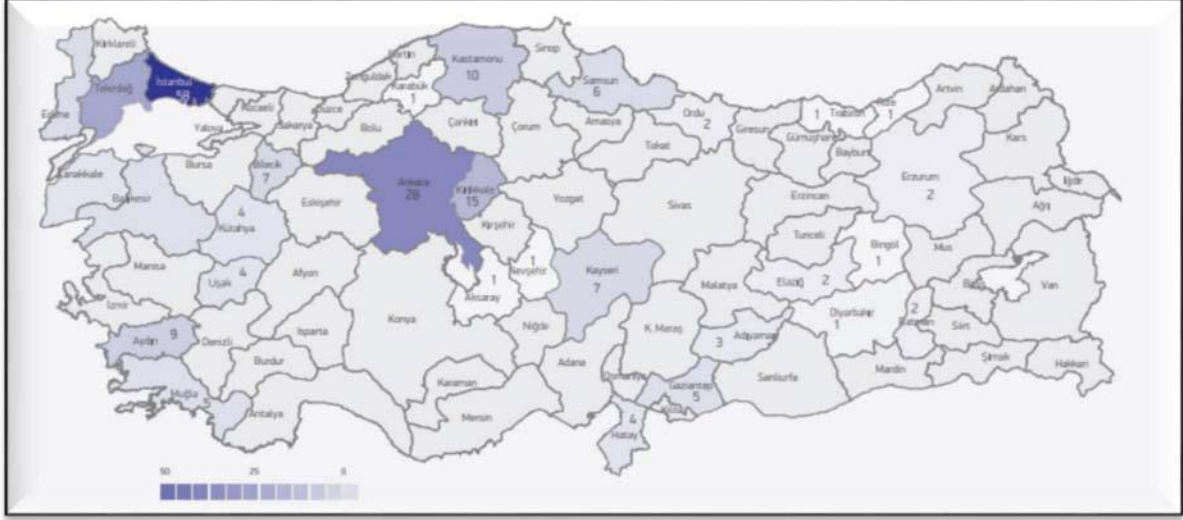 Kırklareli
Sinop
Kastamonu
10
İstanbul
58
Tekirdağ
Zonguldak
Karabük
1
Samsun
6
Artvin
Ardahan
Edirne
Kocaeli
Düzce
Ordu
2
1
Trabzon
Rize
1
Yalova
Sakarya
Bolu
Çankırı
Çorum
Amasya
Giresun
Kars
Tokat
Bayburt
Çanakkale
Bursa
Bilecik
7
Ankara
28
Kırıkkale
15
Erzurum
2
Iğdır
Balıkesir
Eskişehir
Yozgat
Sivas
Erzincan
Ağrı
4
Kütahya
Kırşehir
Tunceli
Bingöl
1
Mus
Manisa
Uşak
4
Afyon
1
Nevşehir
Kayseri
7
Malatya
Elazığ
2
Van
1
Aksaray
İzmir
Konya
Diyarbakır
1
2
Batman
Siirt
Aydın
9
Denizli
Isparta
Niğde
K. Maraş
3
Adıyaman
Burdur
Adana
Şanlıurfa
Mardin
Şırnak
Hakkari
Muğla
5
Karaman
Osmaniye
Gaziantep
5
Antalya
Mersin
Kilis
4
Hatay
50
25
0